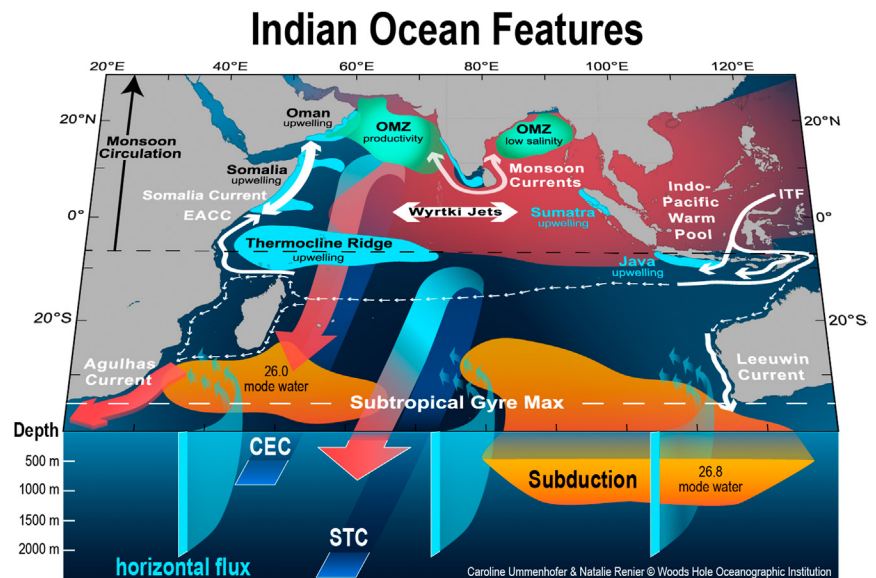 Indian Ocean Features
20°E
40°E
60°E
80°E
100°E
120°E
20°N
20°N
Monsoon
Circulation
Oman
upwelling
OMZ
productivity
OMZ
low salinity
Somalia
upwelling
Monsoon
Currents
Somalia Current
EACC
Indo-
Pacific
Warm
Pool
ITF
0°
0°
Wyrtki Jets
Sumatra
upwelling
Thermocline Ridge
upwelling
Java
upwelling
20°S
20°S
Agulhas
Current
26.0
mode water
Leeuwin
Current
Subtropical Gyre Max
Depth
500 m
1000 m
1500 m
2000 m
CEC
STC
Subduction
26.8
mode water
horizontal flux
Caroline Ummenhofer & Natalie Renier © Woods Hole Oceanographic Institution